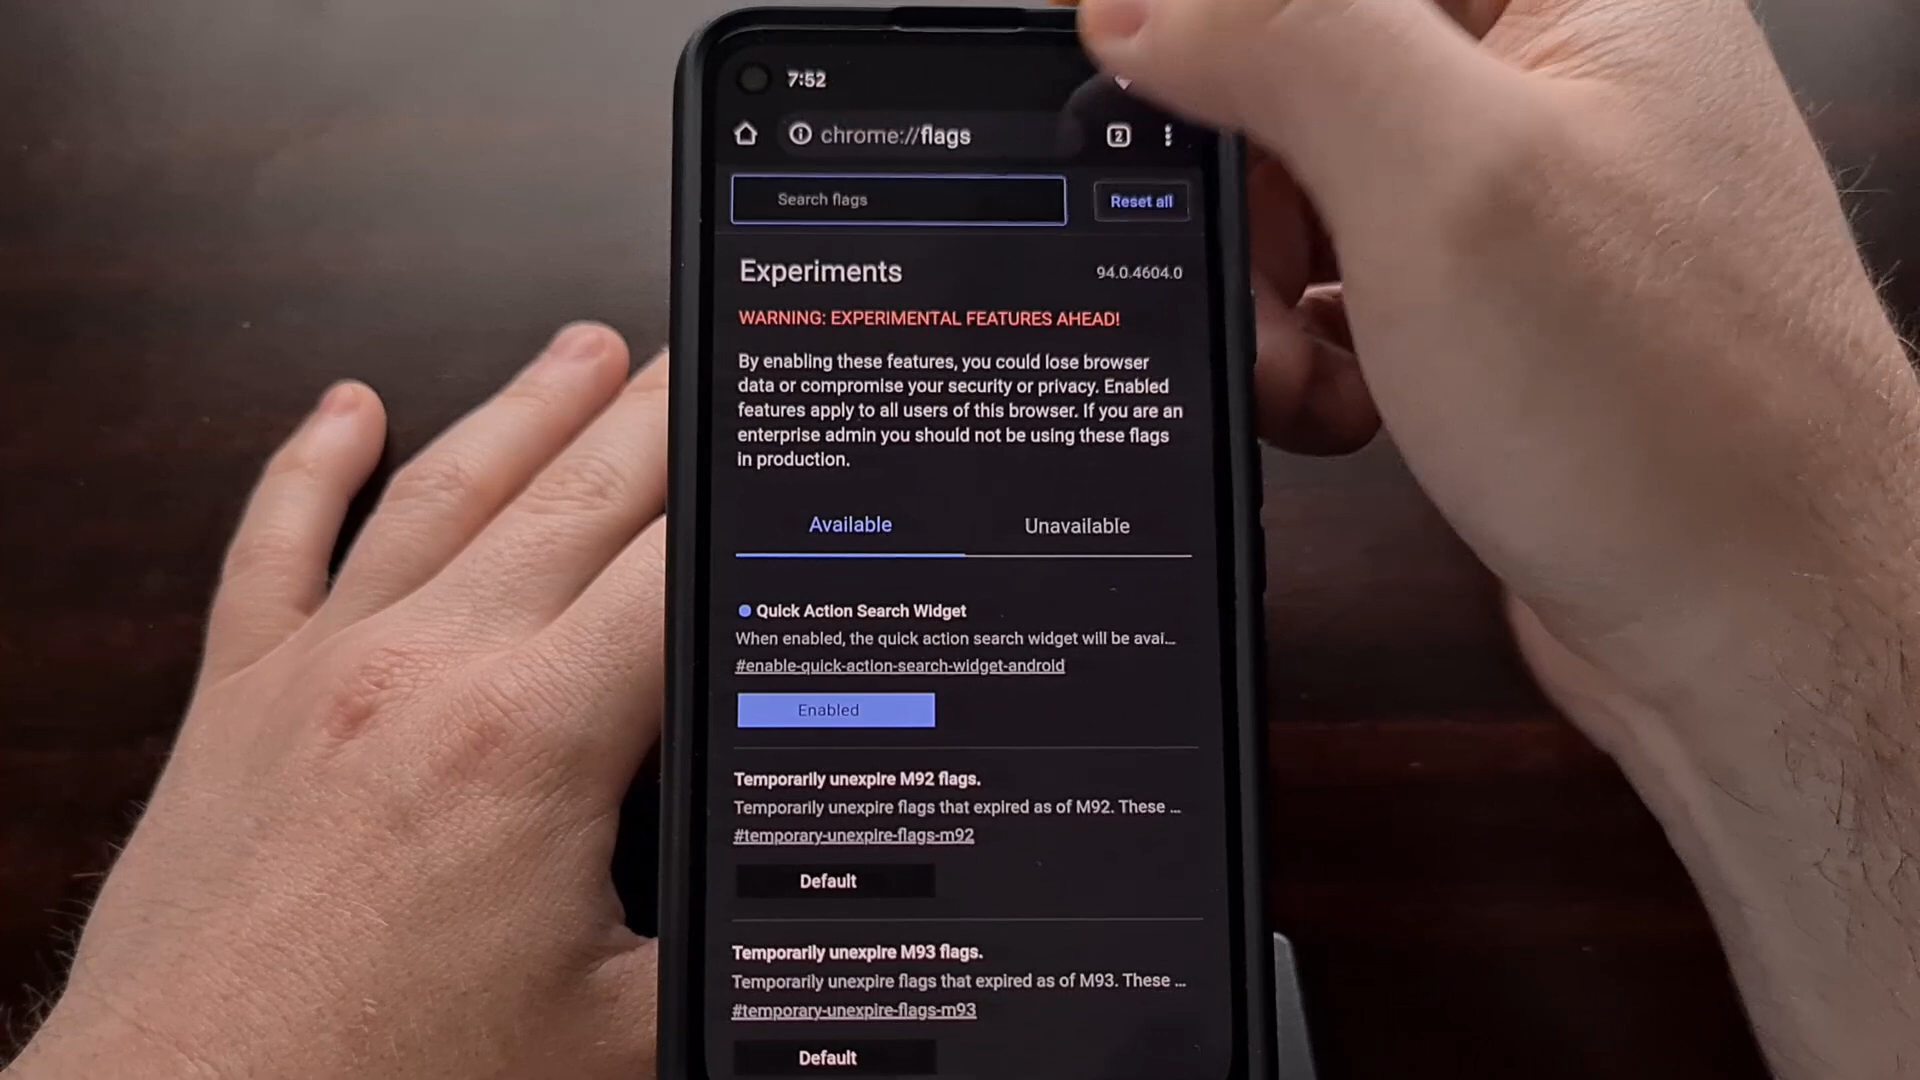 7:52
chrome://flags
2
Search flags
Reset all
Experiments
94.0.4604.0
WARNING: EXPERIMENTAL FEATURES AHEAD!
By enabling these features, you could lose browser
data or compromise your security or privacy. Enabled
features apply to all users of this browser. If you are an
enterprise admin you should not be using these flags
in production.
Available
Unavailable
Quick Action Search Widget
When enabled, the quick action search widget will be avai...
#enable-quick-action-search-widget-android
Enabled
Temporarily unexpire M92 flags.
Temporarily unexpire flags that expired as of M92. These ...
#temporary-unexpire-flags-m92
Default
Temporarily unexpire M93 flags.
Temporarily unexpire flags that expired as of M93. These ...
#temporary-unexpire-flags-m93
Default